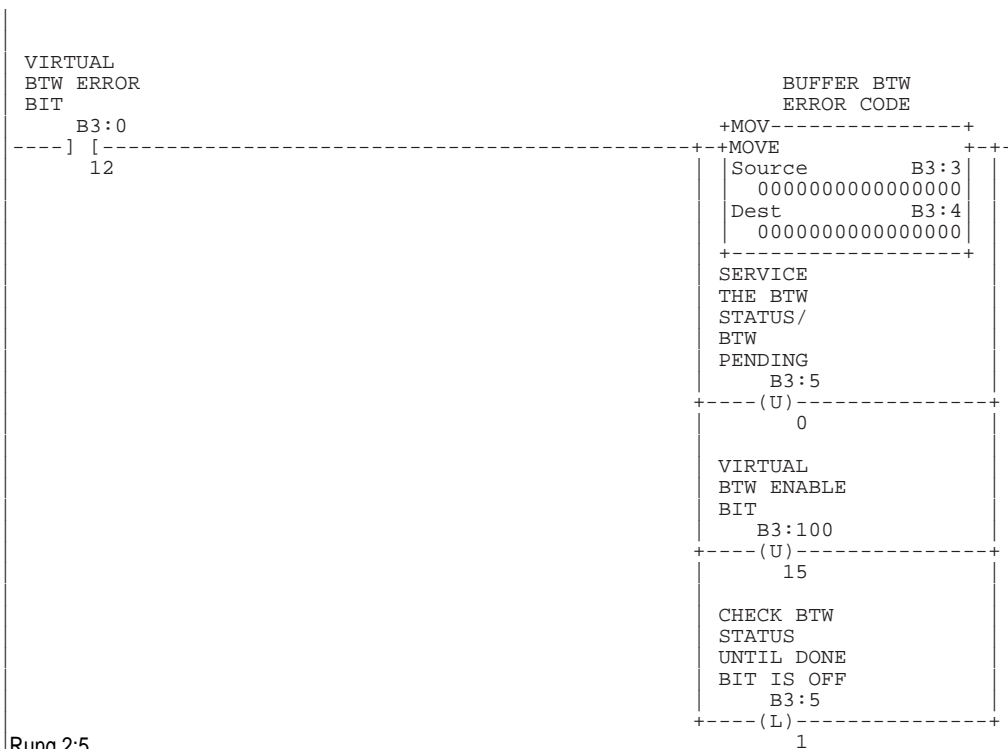 VIRTUAL
BTW ERROR
BIT
B3:0
] [
12
BUFFER BTW
ERROR CODE
+MOV---------------+
+MOVE +
Source B3:3
0000000000000000
Dest B3:4
0000000000000000
SERVICE
THE BTW
STATUS/
BTW
PENDING
B3:5
(U)
0
VIRTUAL
BTW ENABLE
BIT
B3:100
(U)
15
CHECK BTW
STATUS
UNTIL DONE
BIT IS OFF
B3:5
(L)
1
Rung 2:5